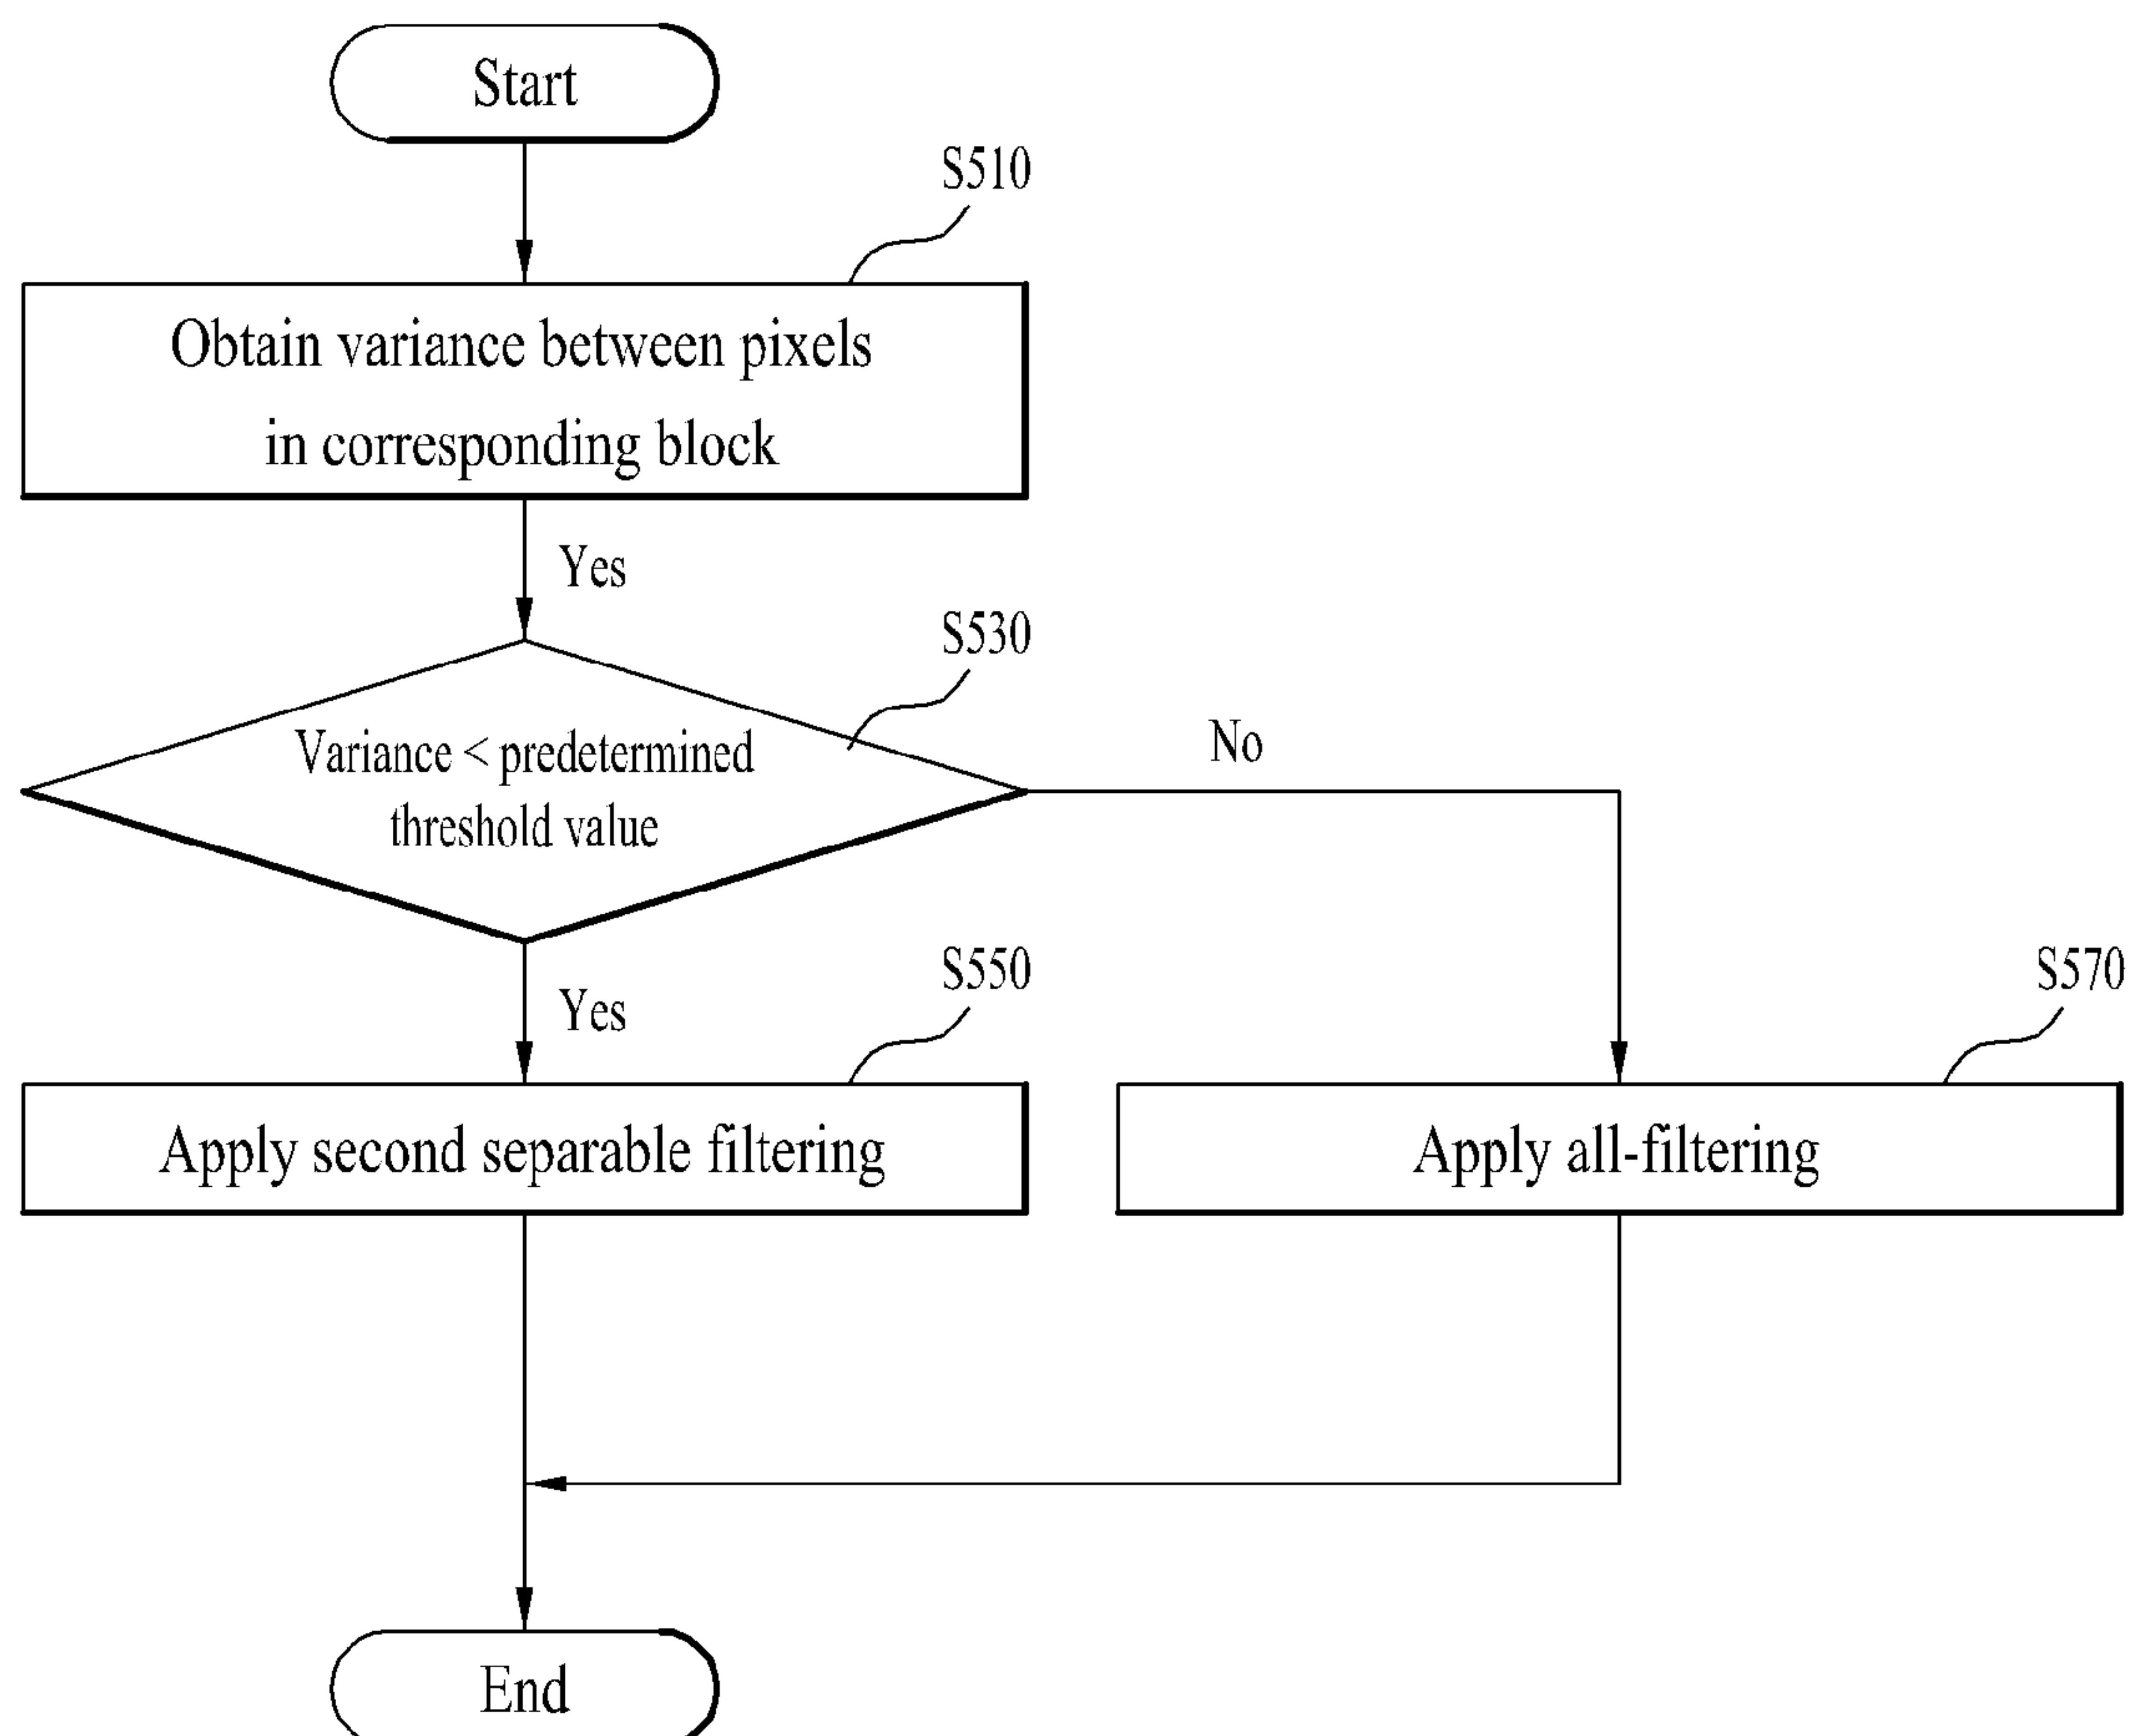 Start
S510
Obtain variance between pixels
in corresponding block
Yes
S530
Variance < predetermined
threshold value
No
Yes
S550
Apply second separable filtering
S570
Apply all-filtering
End